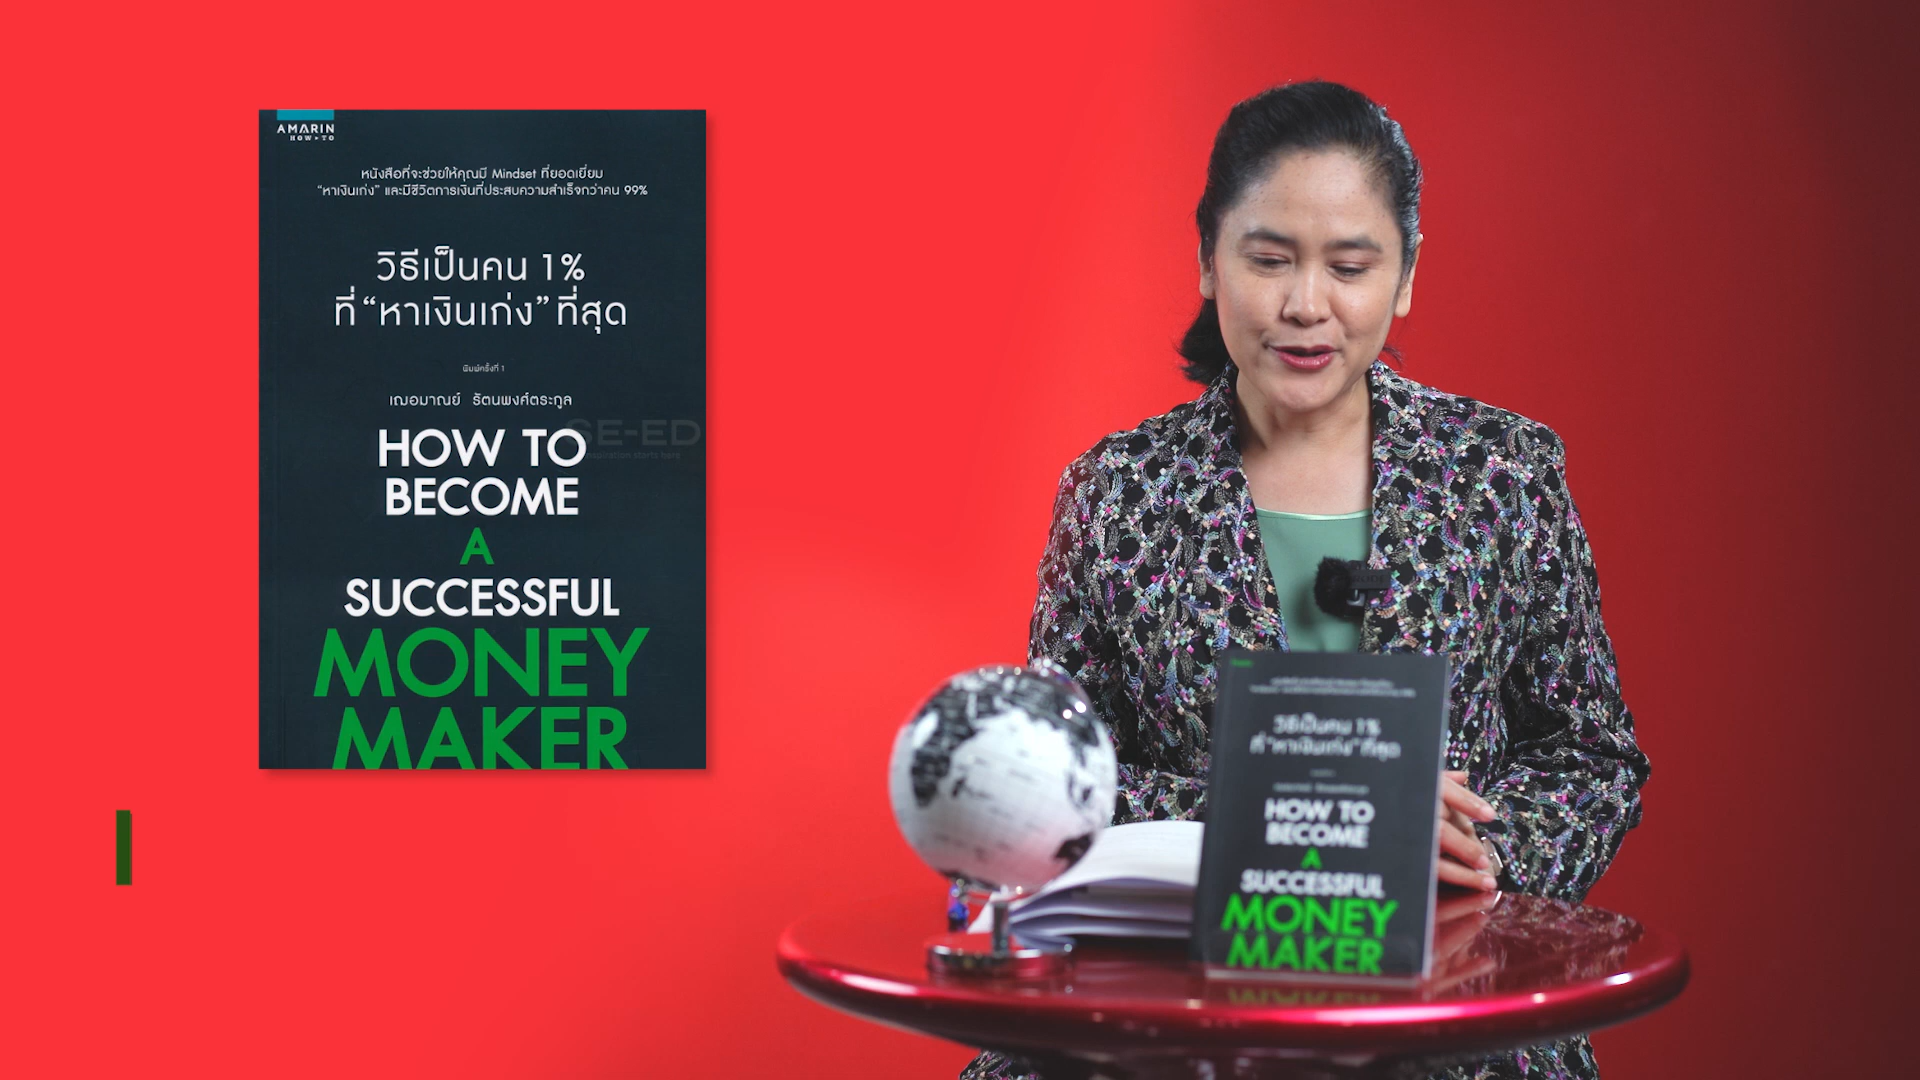 AMARIN
HOW•TO
หนังสือที่จะช่วยให้คุณมี Mindset ที่ยอดเยี่ยม
“หาเงินเก่ง” และมีชีวิตการเงินที่ประสบความสำเร็จกว่าคน 99%
วิธีเป็นคน 1%
ที่ “หาเงินเก่ง” ที่สุด
พิมพ์ครั้งที่ 1
เฌอมาณย์ รัตนพงศ์ตระกูล
SE-ED
inspiration starts here
HOW TO
BECOME
A
SUCCESSFUL
MONEY
MAKER
วิธีเป็นคน 1%
ที่ “หาเงินเก่ง” ที่สุด
HOW TO
BECOME
A
SUCCESSFUL
MONEY
MAKER